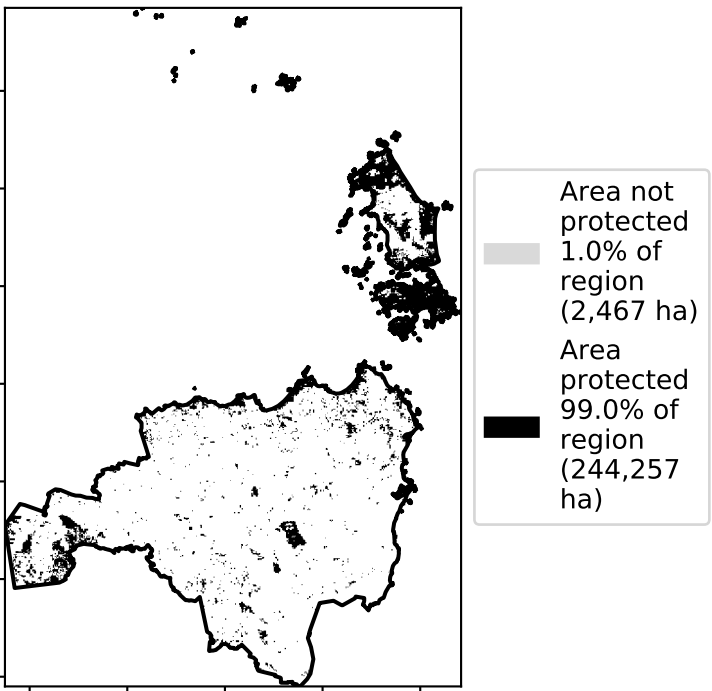 Area not
protected
1.0% of
region
(2,467 ha)
Area
protected
99.0% of
region
(244,257
ha)